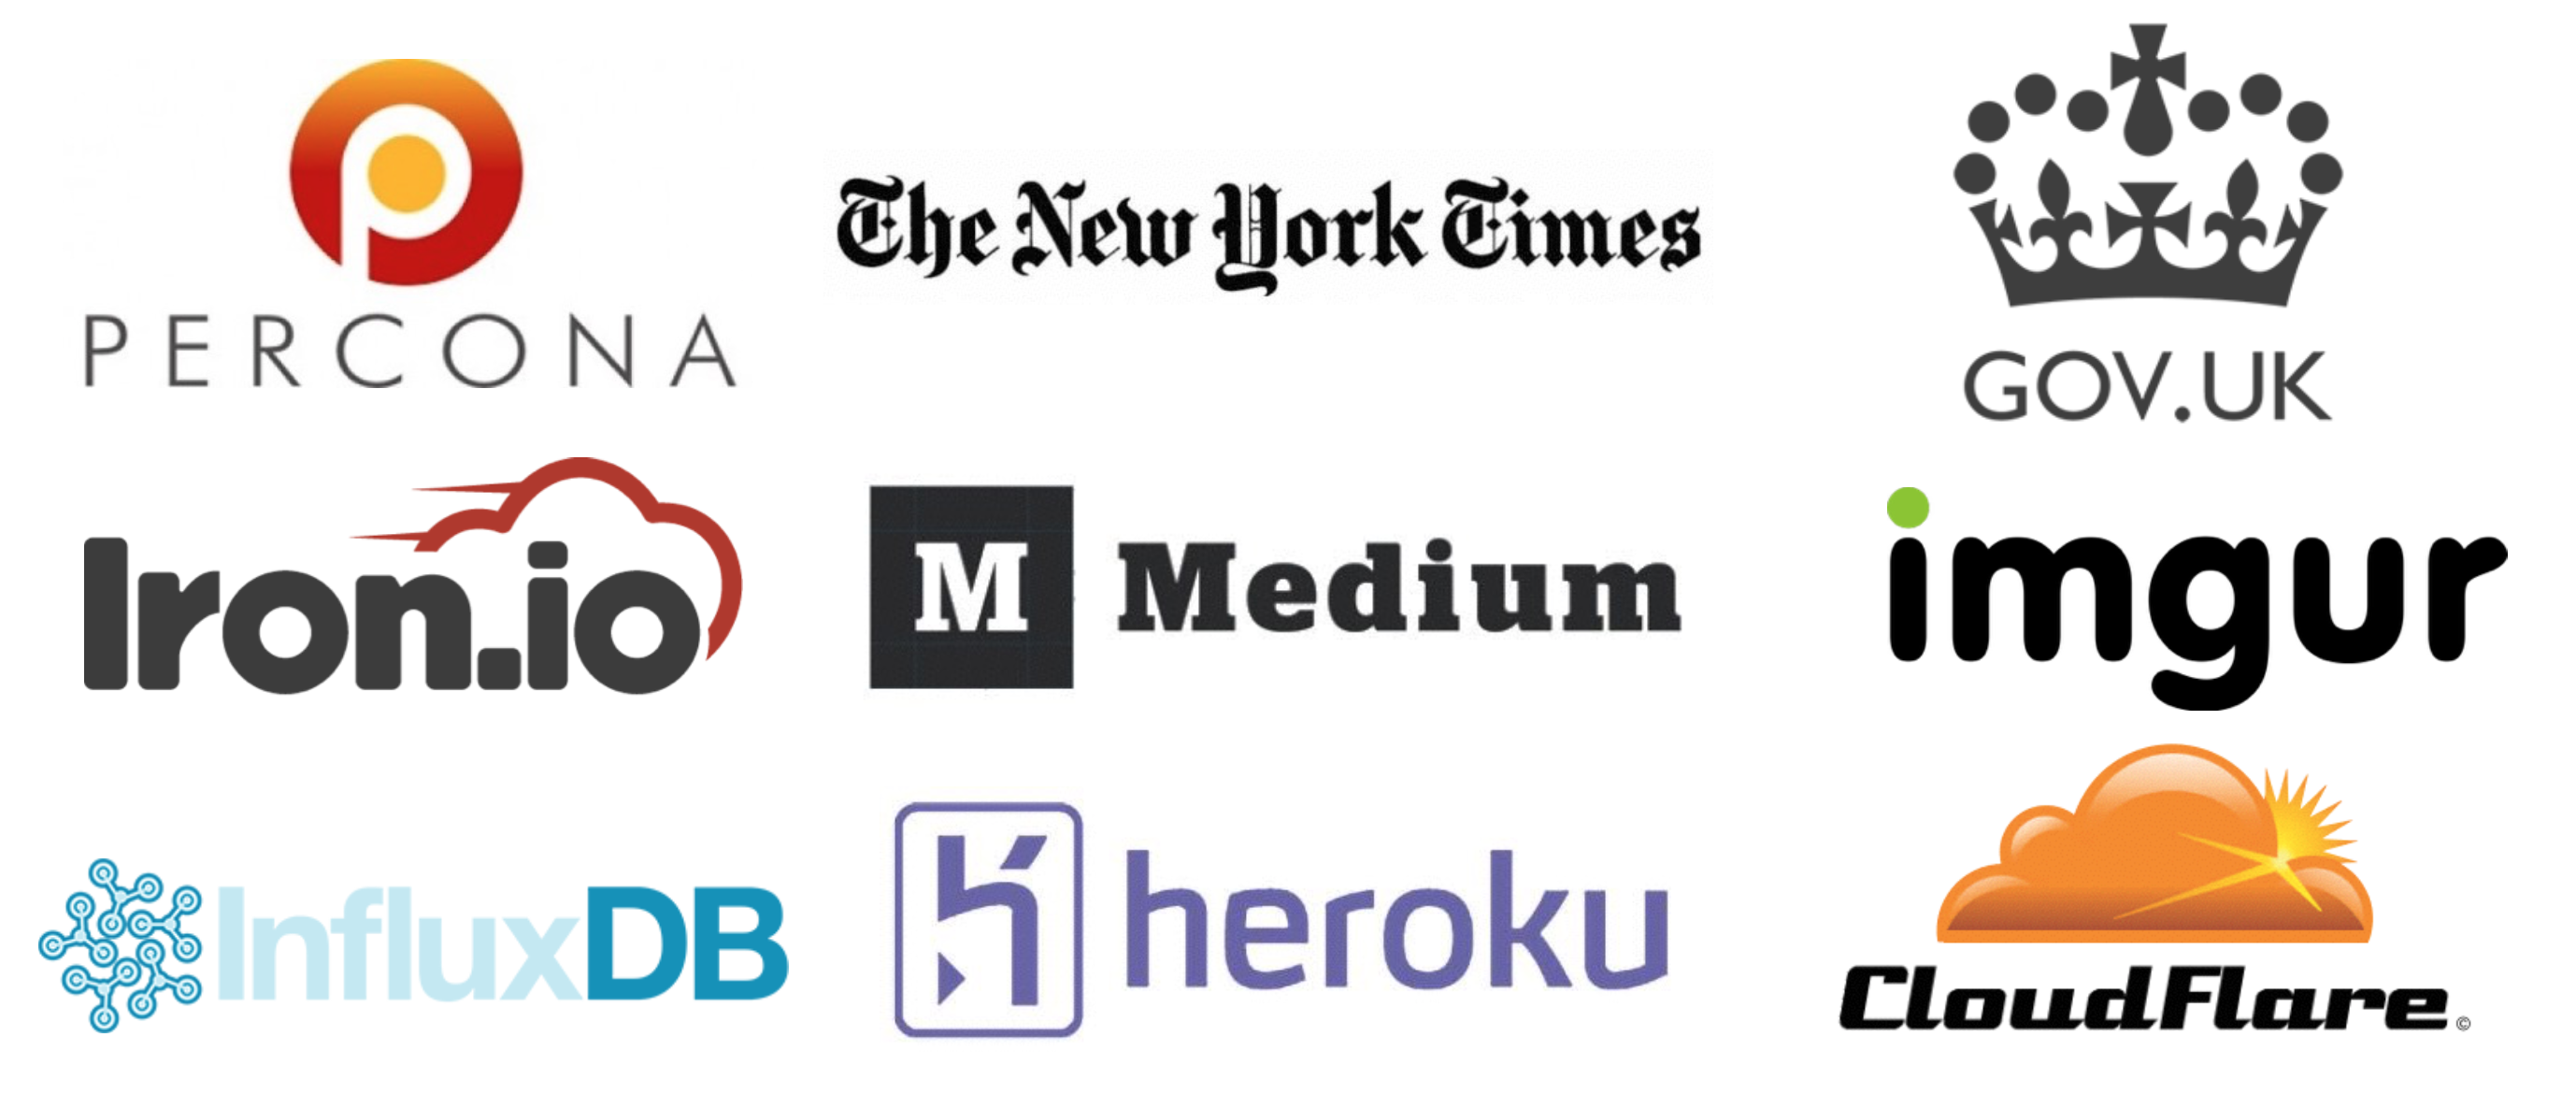 PERCONA
The New York Times
GOV.UK
Iron.io
M Medium
imgur
InfluxDB
heroku
CloudFlare©